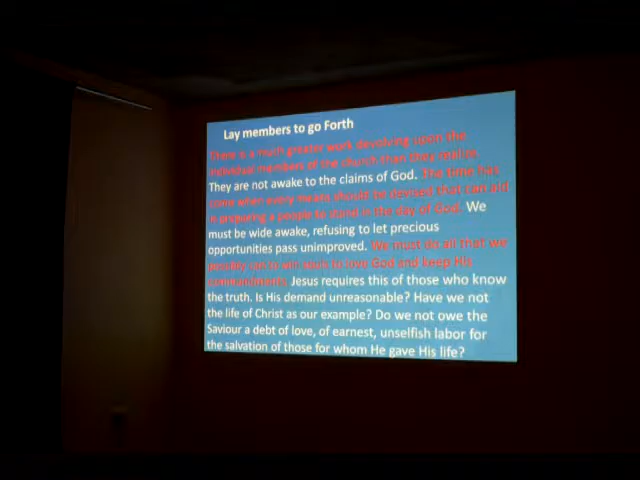 Lay members to go Forth
There is a much greater work devolving upon the
individual members of the church than they realize.
They are not awake to the claims of God. The time has
come when every means should be devised that can aid
in preparing a people to stand in the day of God. We
must be wide awake, refusing to let precious
opportunities pass unimproved. We must do all that we
possibly can to win souls to love God and keep His
commandments. Jesus requires this of those who know
the truth. Is His demand unreasonable? Have we not
the life of Christ as our example? Do we not owe the
Saviour a debt of love, of earnest, unselfish labor for
the salvation of those for whom He gave His life?